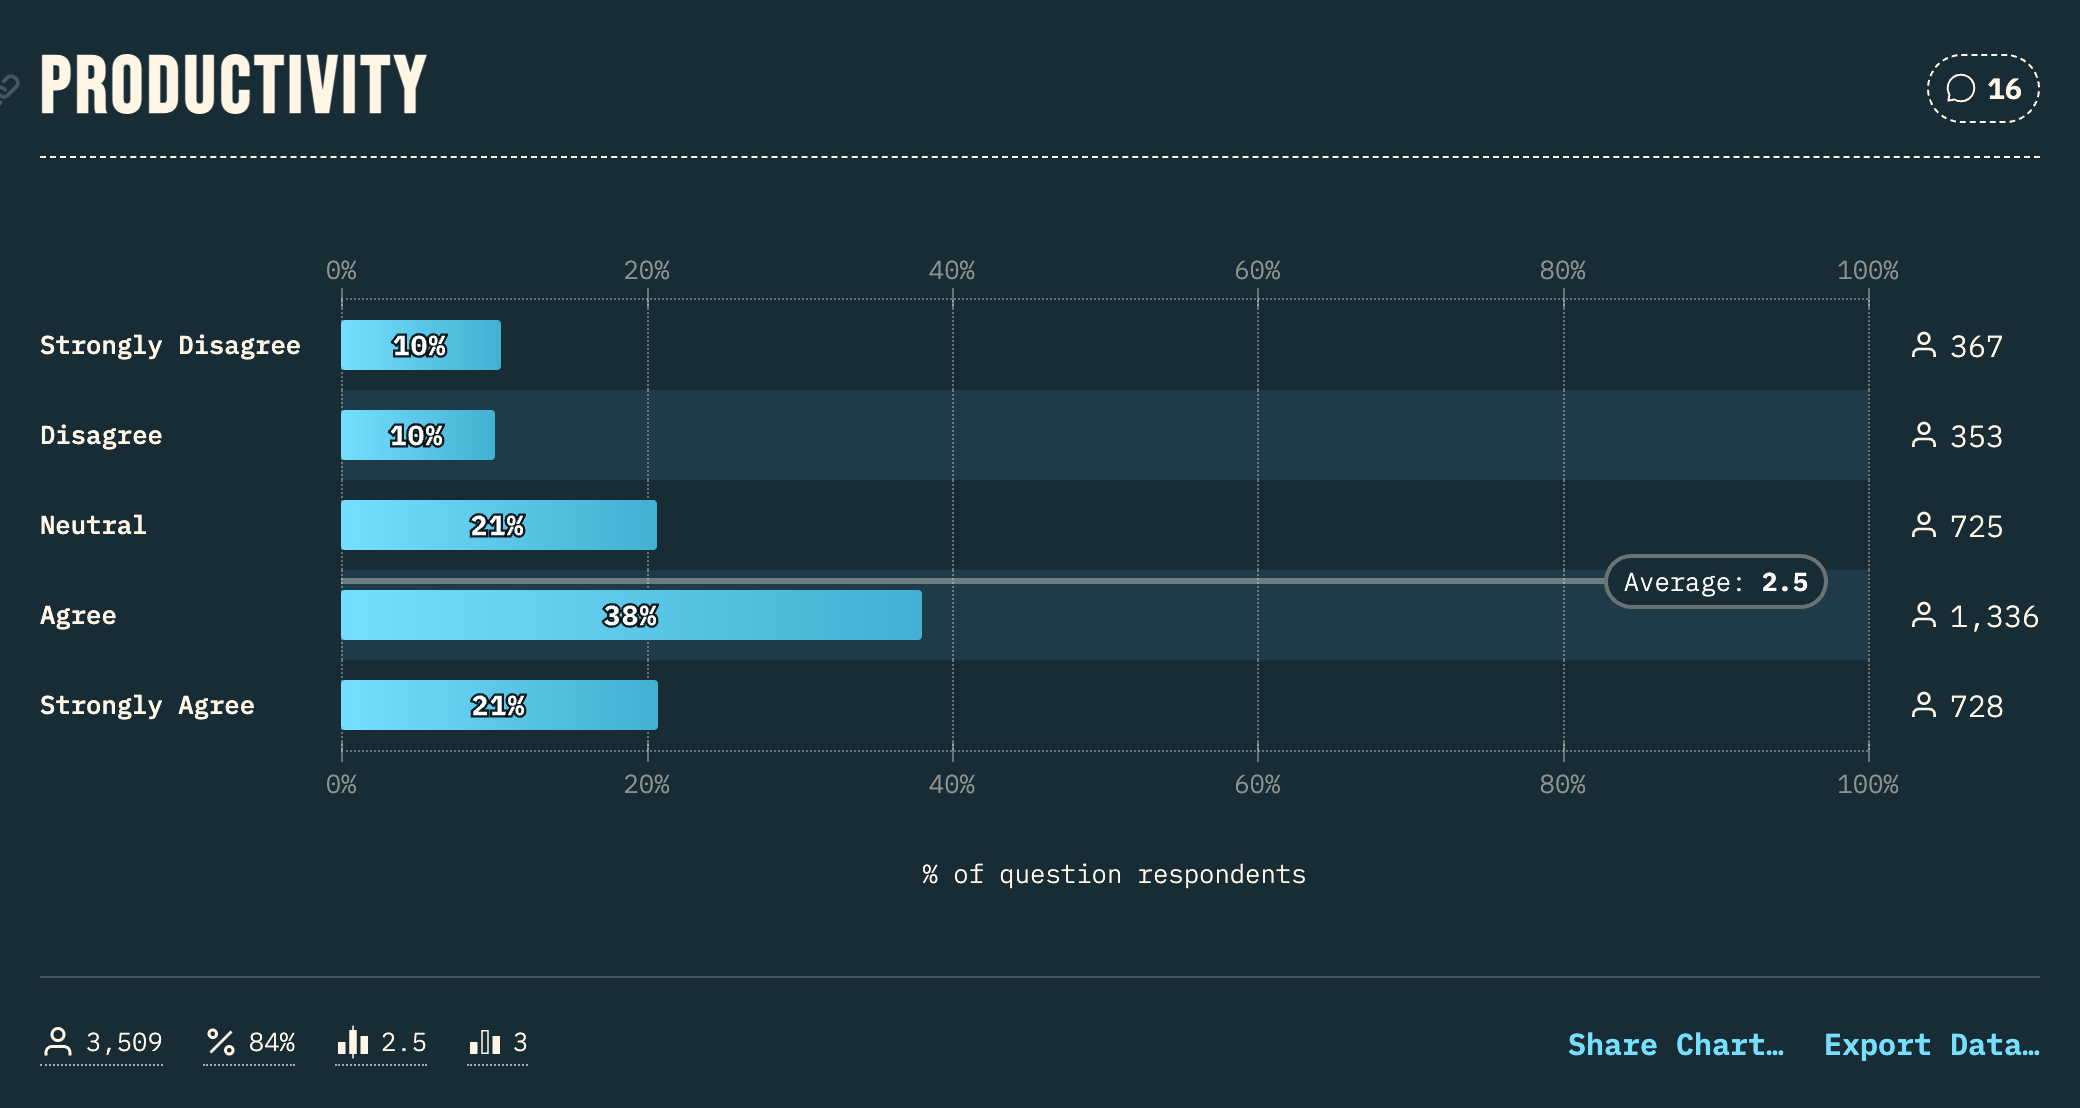 PRODUCTIVITY
16
0% 20% 40% 60% 80% 100%
Strongly Disagree 10% 367
Disagree 10% 353
Neutral 21% 725
Average: 2.5
Agree 38% 1,336
Strongly Agree 21% 728
0% 20% 40% 60% 80% 100%
% of question respondents
3,509 % 84% 2.5 3 Share Chart… Export Data…